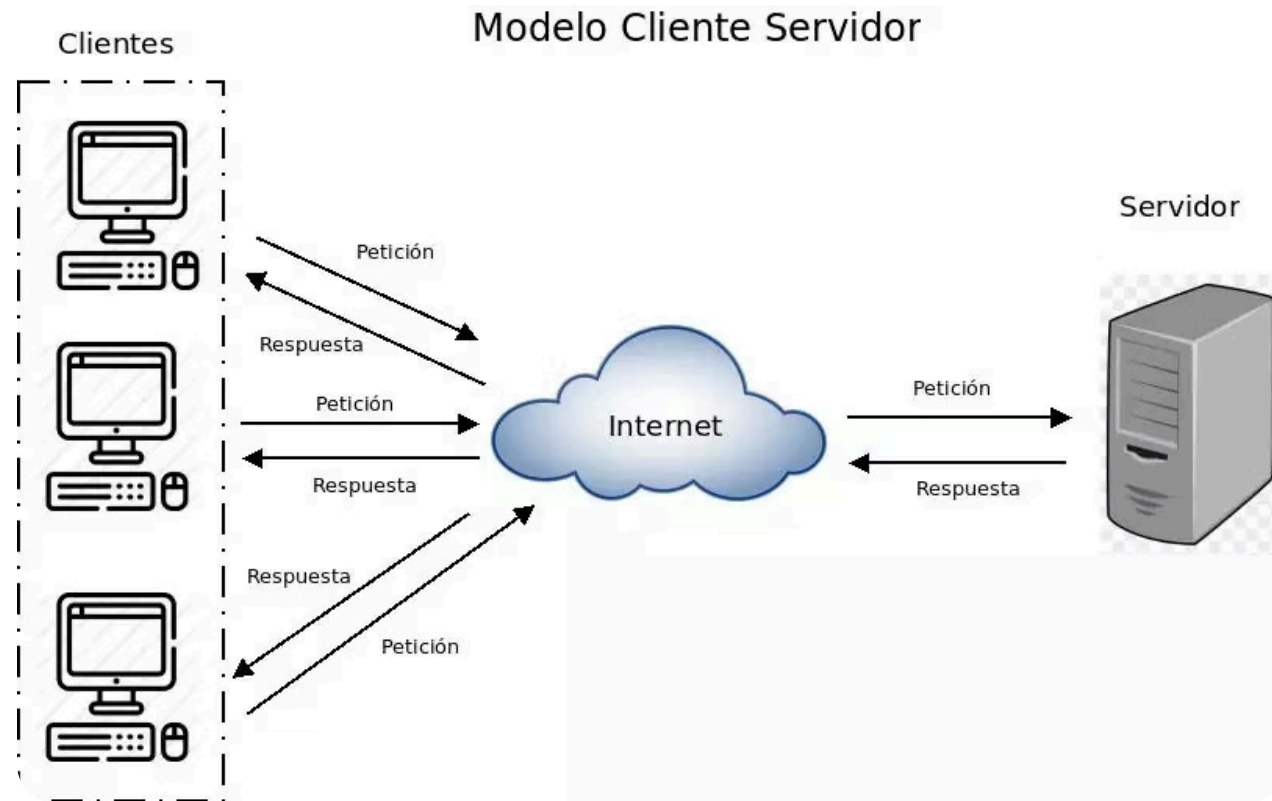 Modelo Cliente Servidor
Clientes
Servidor
Petición
Respuesta
Petición
Respuesta
Respuesta
Petición
Internet
Petición
Respuesta